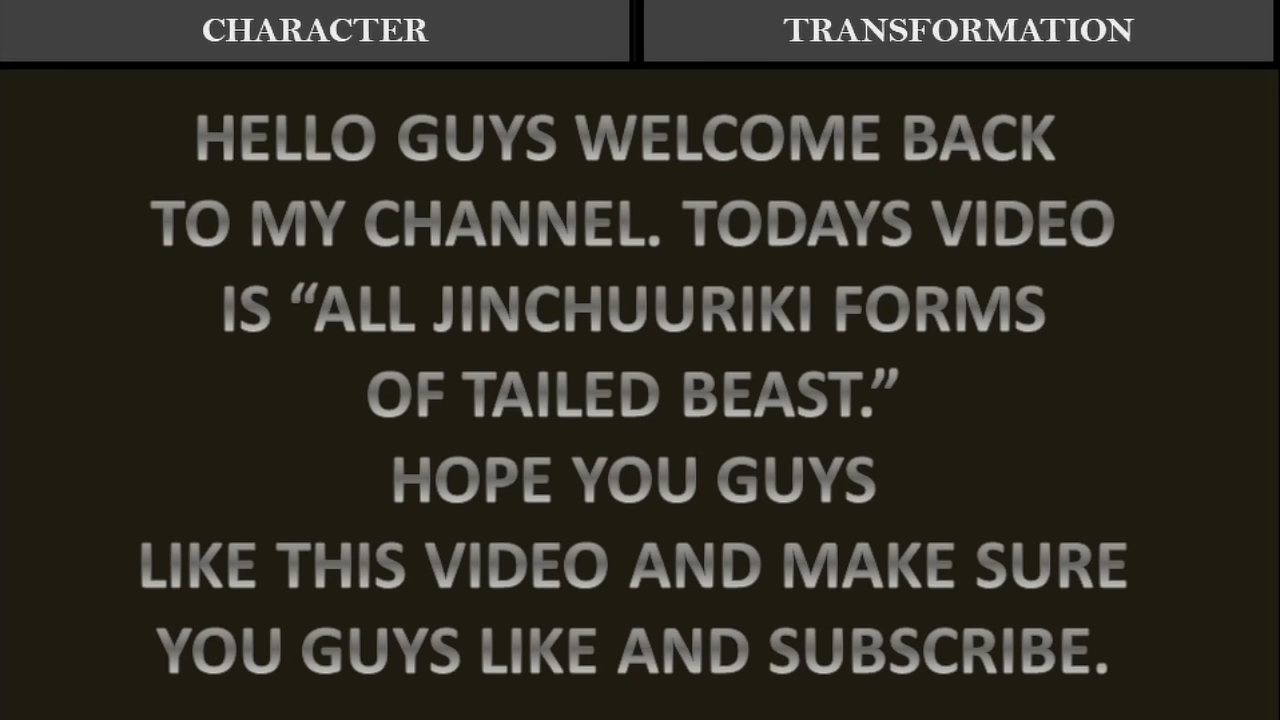 CHARACTER
TRANSFORMATION
HELLO GUYS WELCOME BACK
TO MY CHANNEL. TODAYS VIDEO
IS “ALL JINCHUURIKI FORMS
OF TAILED BEAST.”
HOPE YOU GUYS
LIKE THIS VIDEO AND MAKE SURE
YOU GUYS LIKE AND SUBSCRIBE.